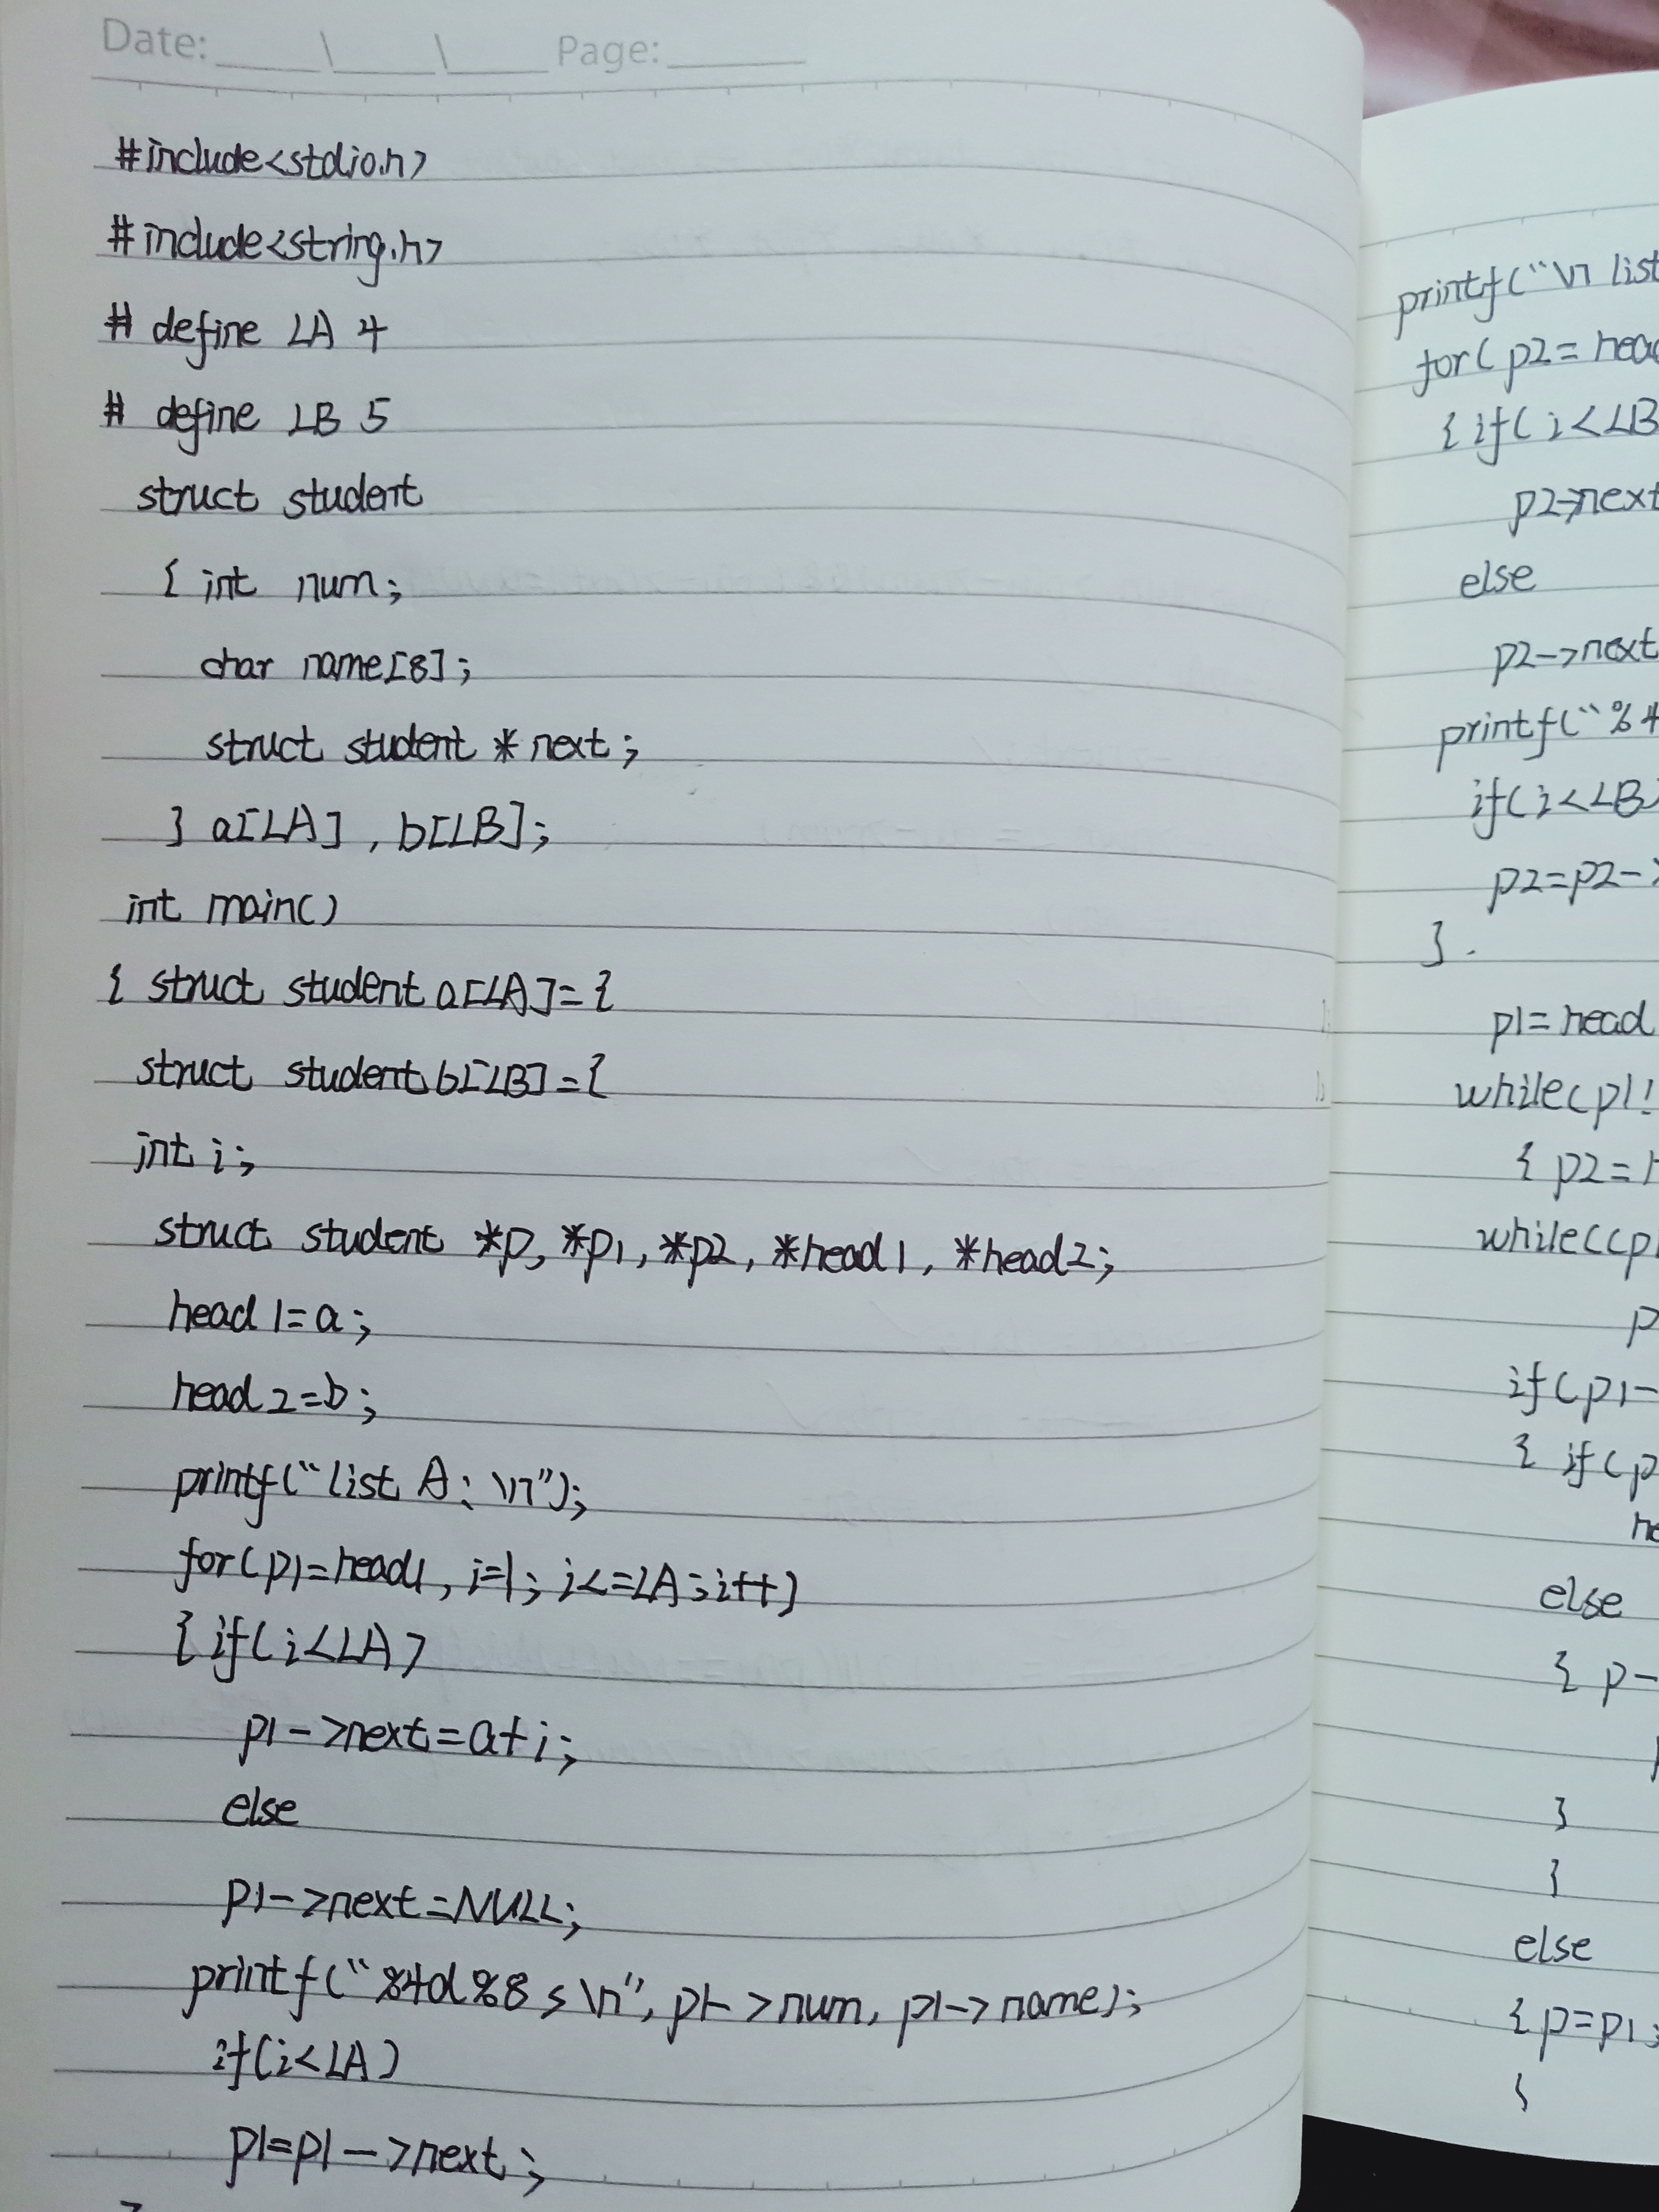 Date: \ \ Page:
#include<stdio.h>
#include<string.h>
# define LA 4
# define LB 5
struct student
{ int num;
char name[8];
struct student * next;
} a[LA], b[LB];
int main()
{ struct student a[LA]={
struct student b[LB]={
int i;
struct student *p, *p1, *p2, *head1, *head2;
head1=a;
head2=b;
printf("list A: \n");
for(p1=head1, i=1; i<=LA; i++)
{ if(i<LA)
p1->next=a+i;
else
p1->next=NULL;
printf("%4d%8s\n", p1->num, p1->name);
if(i<LA)
p1=p1->next;
}
printf("\n list
for(p2=head
{ if(i<LB
p2->next
else
p2->next
printf("%4
if(i<LB)
p2=p2->
}.
p1=head
while(p1!
{ p2=h
while((p1
p
if(p1-
{ if(p
he
else
{ p-
}
}
else
{ p=p1;
}